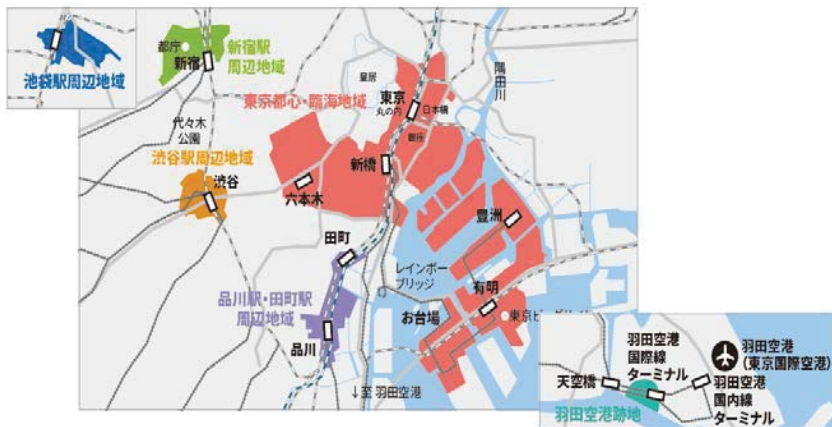 池袋駅周辺地域
都庁
新宿
新宿駅
周辺地域
皇居
東京都心・臨海地域
東京
丸の内
日本橋
銀座
隅田川
代々木
公園
渋谷駅周辺地域
渋谷
六本木
新橋
豊洲
田町
レインボー
ブリッジ
有明
お台場
品川駅・田町駅
周辺地域
品川
↓至 羽田空港
羽田空港
国際線
ターミナル
羽田空港
(東京国際空港)
天空橋
羽田空港
国内線
ターミナル
羽田空港跡地